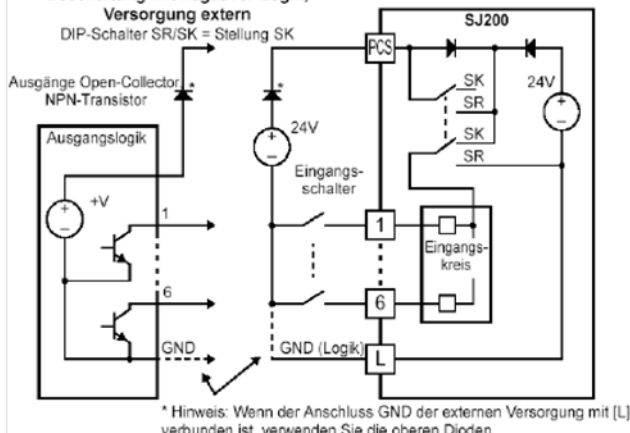 Versorgung extern
DIP-Schalter SR/SK = Stellung SK
SJ200
PCS
Ausgänge Open-Collector
NPN-Transistor
*
*
SK
SR
24V
Ausgangslogik
24V
SK
SR
+
–
+
–
Eingangs-
schalter
+V
+
–
1
1
Eingangs-
kreis
6
6
GND
GND (Logik)
L
* Hinweis: Wenn der Anschluss GND der externen Versorgung mit [L]
verbunden ist, verwenden Sie die oberen Dioden